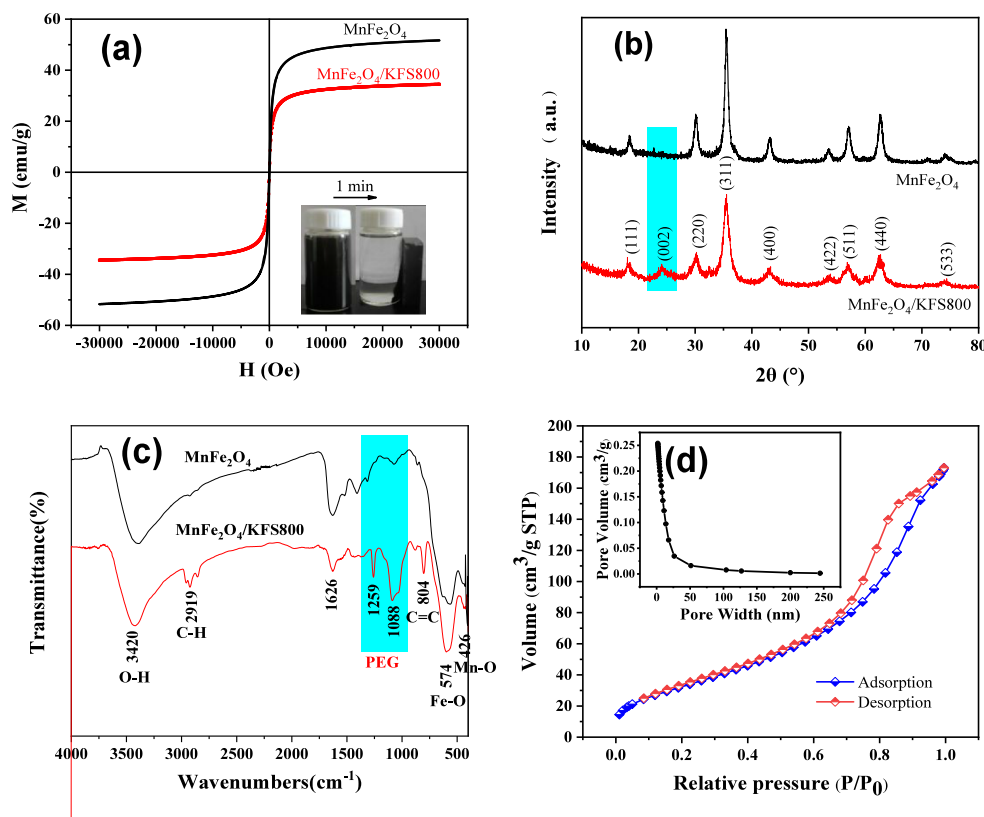 (a)
MnFe₂O₄
MnFe₂O₄/KFS800
1 min
60
40
20
0
-20
-40
-60
M (emu/g)
-30000 -20000 -10000 0 10000 20000 30000
H (Oe)
(b)
Intensity (a.u.)
MnFe₂O₄
(111)
(002)
(220)
(311)
(400)
(422)
(511)
(440)
(533)
MnFe₂O₄/KFS800
10 20 30 40 50 60 70 80
2θ (°)
(c)
Transmittance(%)
MnFe₂O₄
MnFe₂O₄/KFS800
3420
O-H
2919
C-H
1626
1259
1088
PEG
804
C=C
574
Fe-O
426
Mn-O
4000 3500 3000 2500 2000 1500 1000 500
Wavenumbers(cm⁻¹)
(d)
Volume (cm³/g STP)
200
180
160
140
120
100
80
60
40
20
0
Pore Volume (cm³/g)
0.30
0.25
0.20
0.15
0.10
0.05
0.00
0 50 100 150 200 250
Pore Width (nm)
Adsorption
Desorption
0.0 0.2 0.4 0.6 0.8 1.0
Relative pressure (P/P₀)